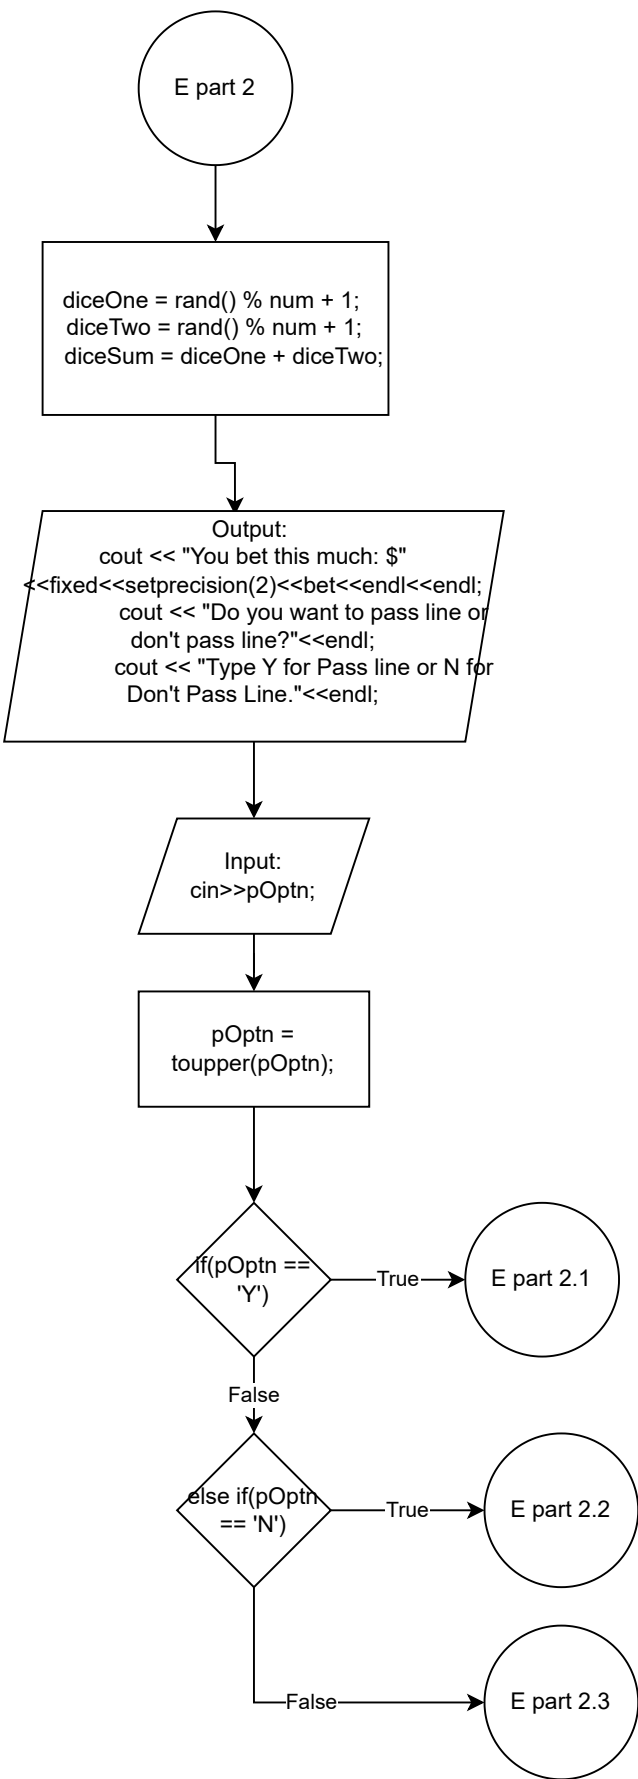 E part 2
diceOne = rand() % num + 1;
diceTwo = rand() % num + 1;
diceSum = diceOne + diceTwo;
Output:
cout << "You bet this much: $"
<<fixed<<setprecision(2)<<bet<<endl<<endl;
cout << "Do you want to pass line or
don't pass line?"<<endl;
cout << "Type Y for Pass line or N for
Don't Pass Line."<<endl;
Input:
cin>>pOptn;
pOptn =
toupper(pOptn);
if(pOptn ==
'Y')
True
E part 2.1
False
else if(pOptn
== 'N')
True
E part 2.2
False
E part 2.3